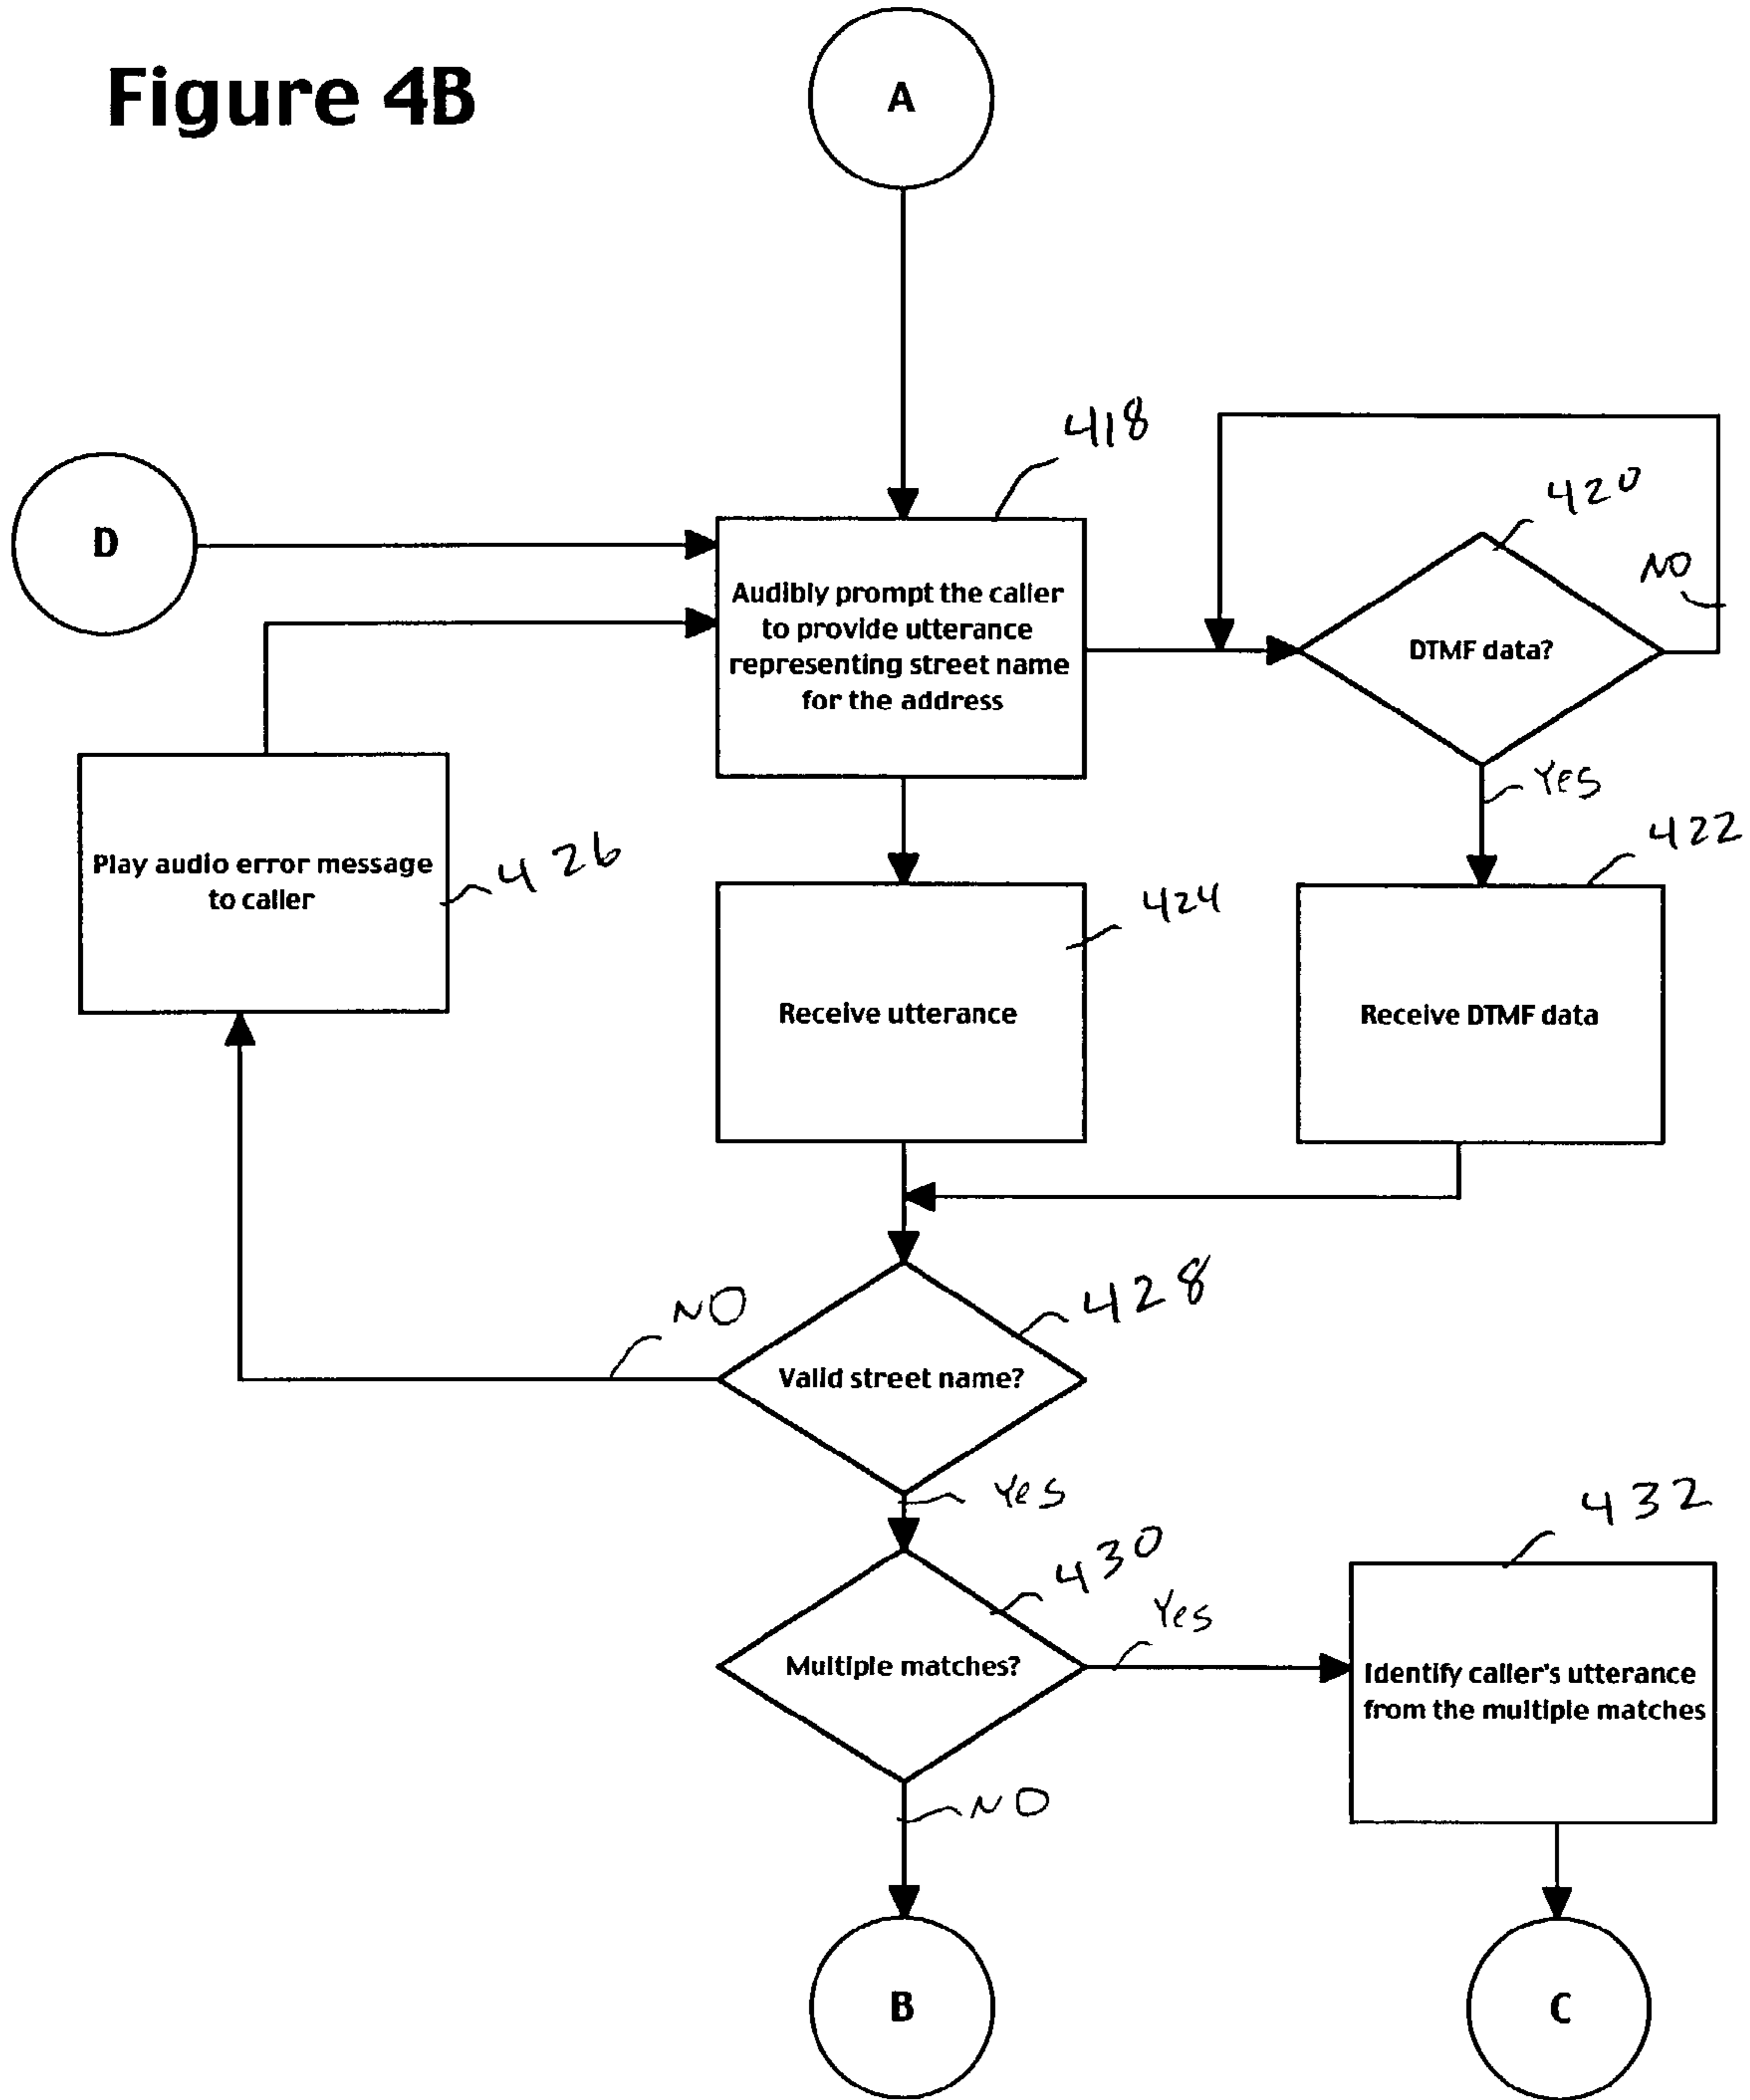 Figure 4B
A
418
420
NO
D
Audibly prompt the caller
to provide utterance
representing street name
for the address
DTMF data?
YES
422
Play audio error message
to caller
426
424
Receive utterance
Receive DTMF data
428
NO
Valid street name?
Yes
432
430
Yes
Multiple matches?
Identify caller's utterance
from the multiple matches
NO
B
C